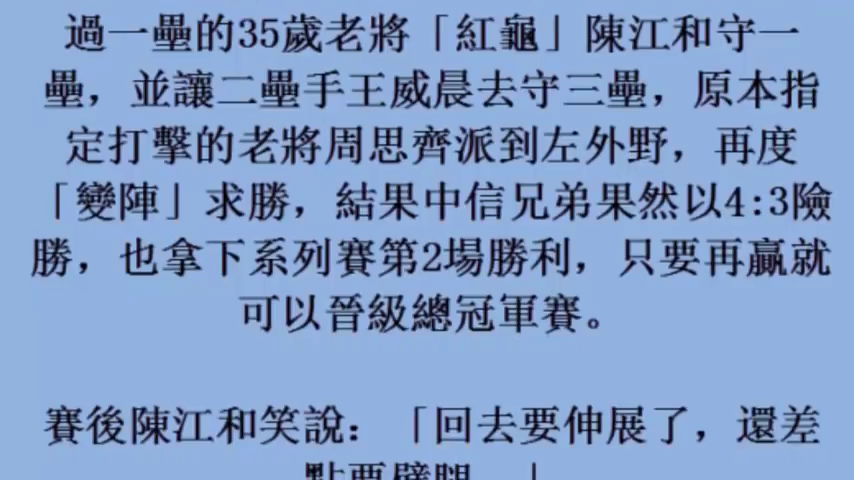 過一壘的35歲老將「紅龜」陳江和守一
壘，並讓二壘手王威晨去守三壘，原本指
定打擊的老將周思齊派到左外野，再度
「變陣」求勝，結果中信兄弟果然以4:3險
勝，也拿下系列賽第2場勝利，只要再贏就
可以晉級總冠軍賽。
賽後陳江和笑說：「回去要伸展了，還差
點要劈腿。」